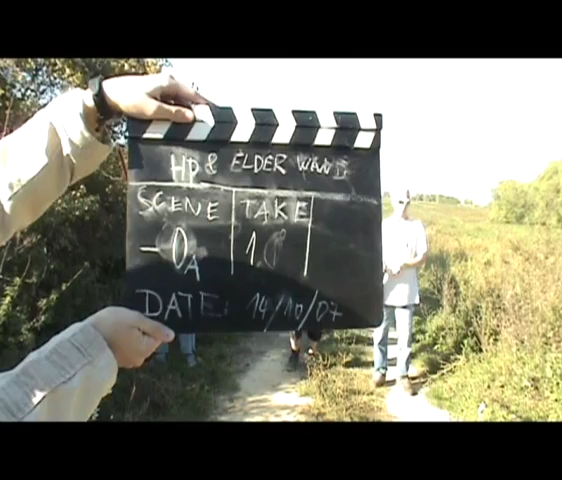 HP & ELDER WAND
SCENE TAKE
-0A 1.
DATE: 14/10/07